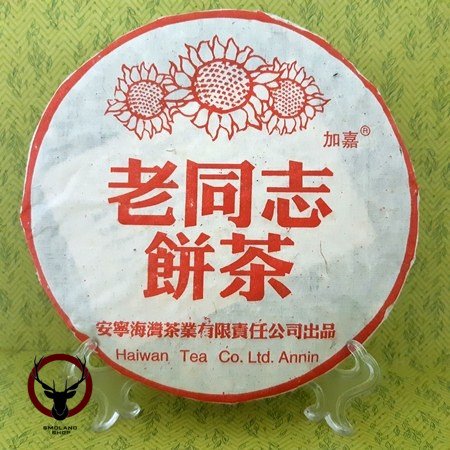 加嘉®
老同志
餅茶
安寧海灣茶業有限責任公司出品
Haiwan Tea Co. Ltd. Annin
SMOLAND
SHOP